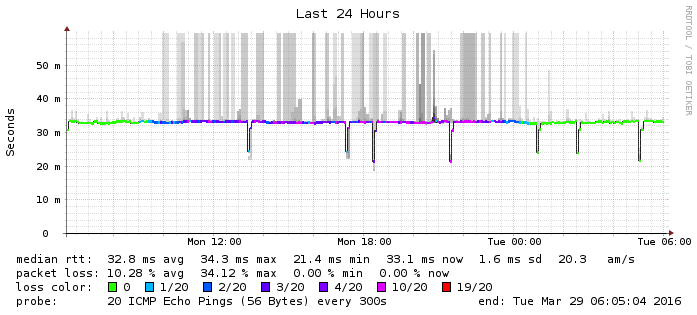 Last 24 Hours
RRDTOOL / TOBI OETIKER
Seconds
50 m
40 m
30 m
20 m
10 m
0
Mon 12:00 Mon 18:00 Tue 00:00 Tue 06:00
median rtt: 32.8 ms avg 34.3 ms max 21.4 ms min 33.1 ms now 1.6 ms sd 20.3 am/s
packet loss: 10.28 % avg 34.12 % max 0.00 % min 0.00 % now
loss color: 0 1/20 2/20 3/20 4/20 10/20 19/20
probe: 20 ICMP Echo Pings (56 Bytes) every 300s end: Tue Mar 29 06:05:04 2016